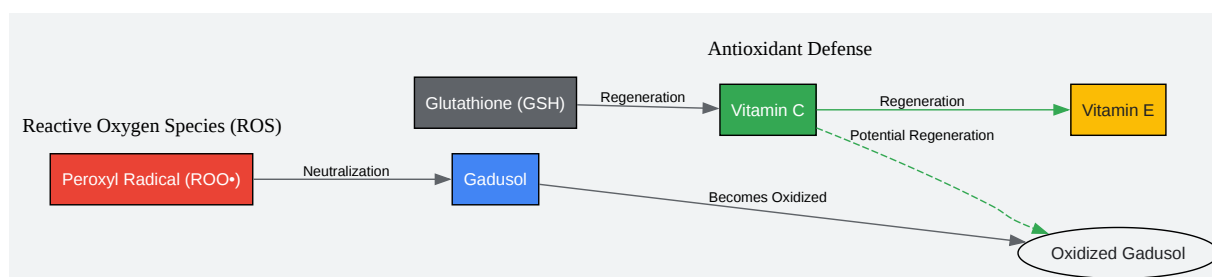 Antioxidant Defense
Glutathione (GSH)
Regeneration
Vitamin C
Regeneration
Vitamin E
Potential Regeneration
Reactive Oxygen Species (ROS)
Peroxyl Radical (ROO•)
Neutralization
Gadusol
Becomes Oxidized
Oxidized Gadusol